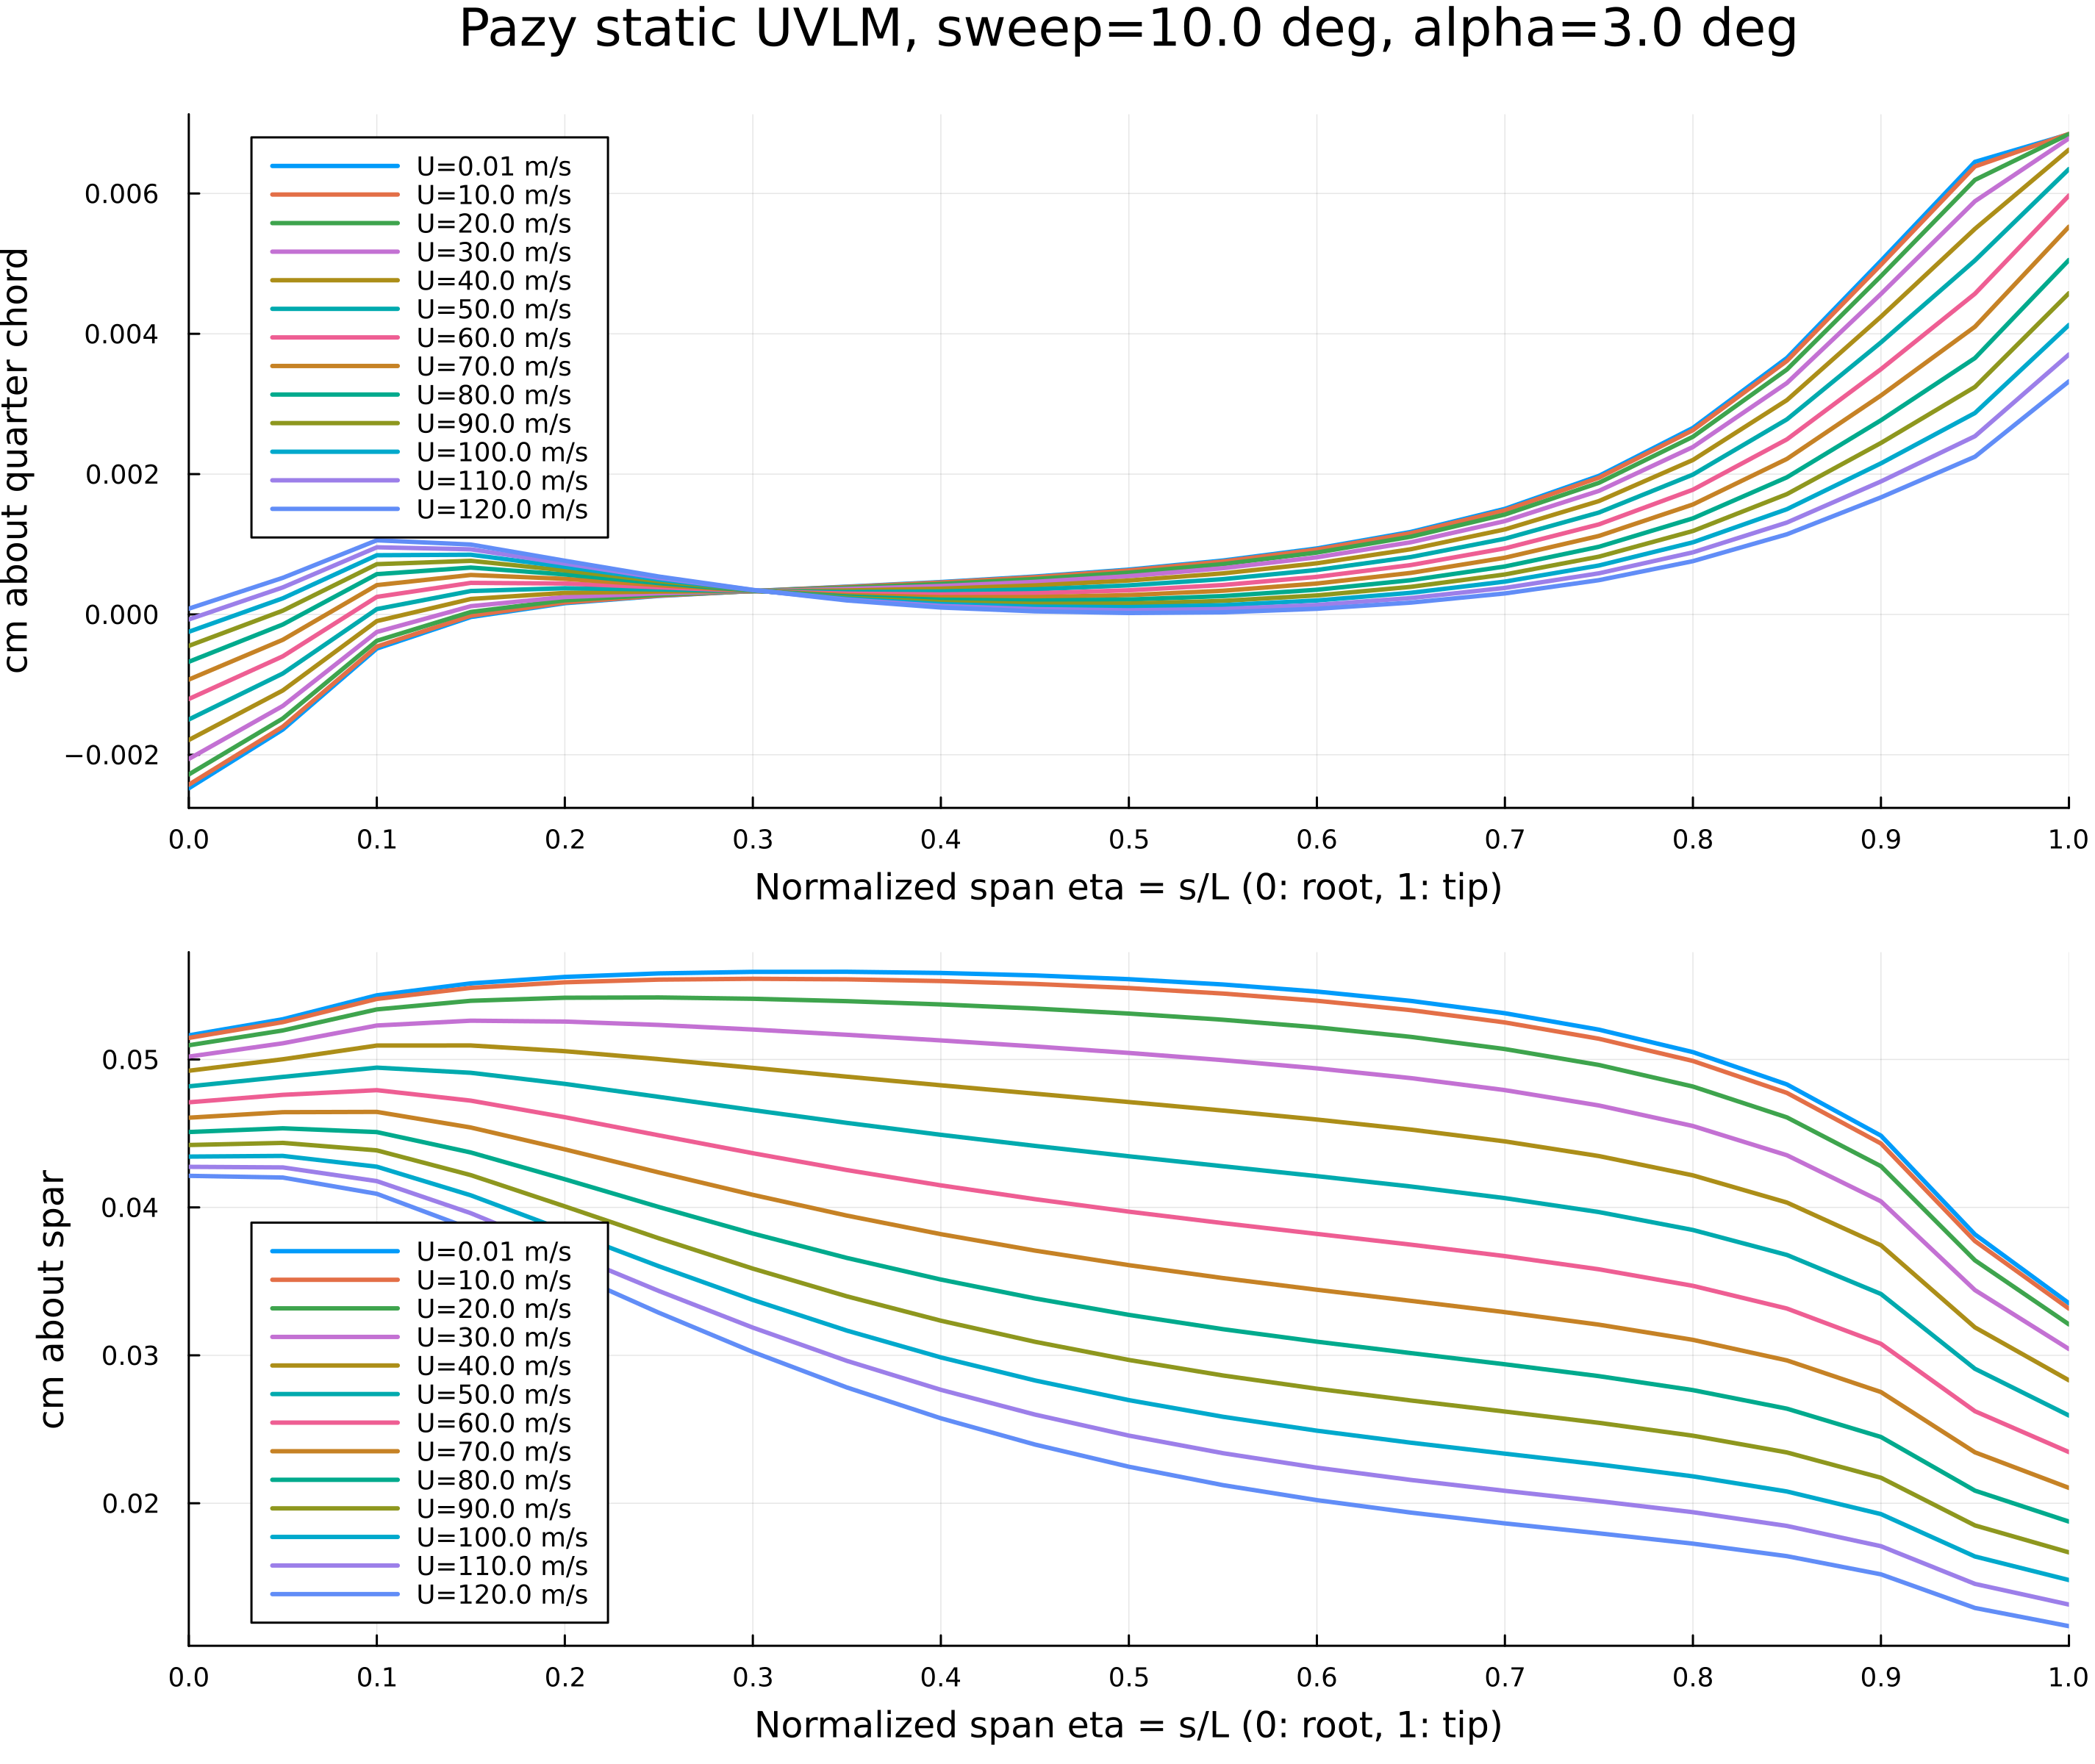 Pazy static UVLM, sweep=10.0 deg, alpha=3.0 deg
cm about quarter chord
0.006
0.004
0.002
0.000
−0.002
U=0.01 m/s
U=10.0 m/s
U=20.0 m/s
U=30.0 m/s
U=40.0 m/s
U=50.0 m/s
U=60.0 m/s
U=70.0 m/s
U=80.0 m/s
U=90.0 m/s
U=100.0 m/s
U=110.0 m/s
U=120.0 m/s
0.0 0.1 0.2 0.3 0.4 0.5 0.6 0.7 0.8 0.9 1.0
Normalized span eta = s/L (0: root, 1: tip)
cm about spar
0.05
0.04
0.03
0.02
U=0.01 m/s
U=10.0 m/s
U=20.0 m/s
U=30.0 m/s
U=40.0 m/s
U=50.0 m/s
U=60.0 m/s
U=70.0 m/s
U=80.0 m/s
U=90.0 m/s
U=100.0 m/s
U=110.0 m/s
U=120.0 m/s
0.0 0.1 0.2 0.3 0.4 0.5 0.6 0.7 0.8 0.9 1.0
Normalized span eta = s/L (0: root, 1: tip)